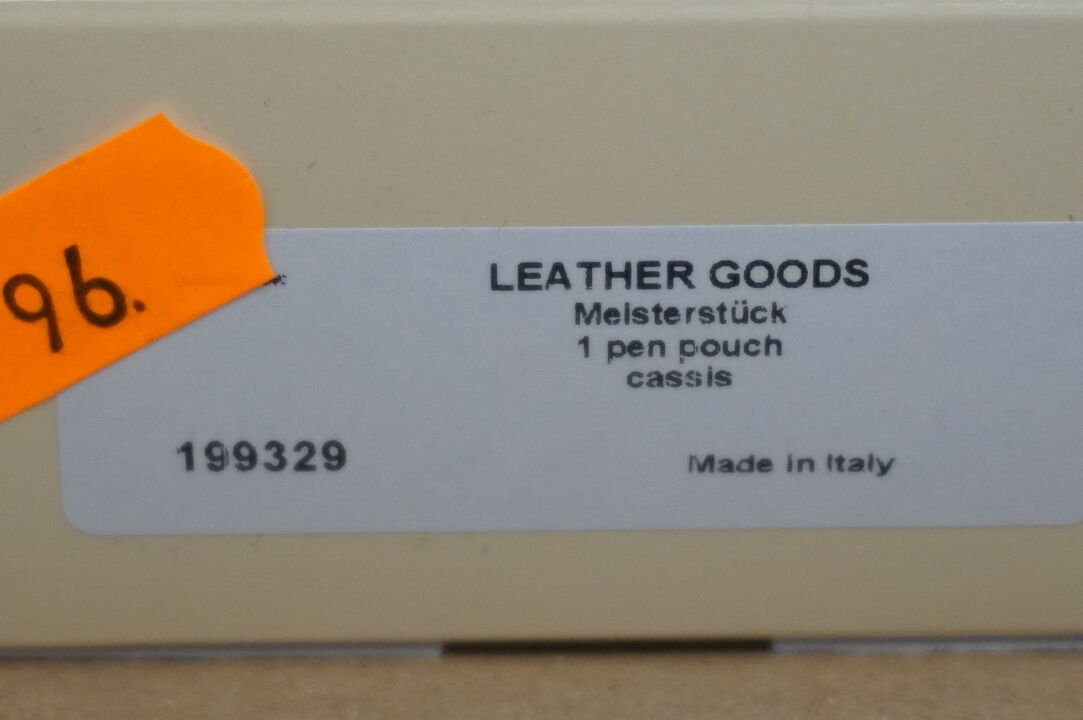 96.
LEATHER GOODS
Meisterstück
1 pen pouch
cassis
199329
Made in Italy